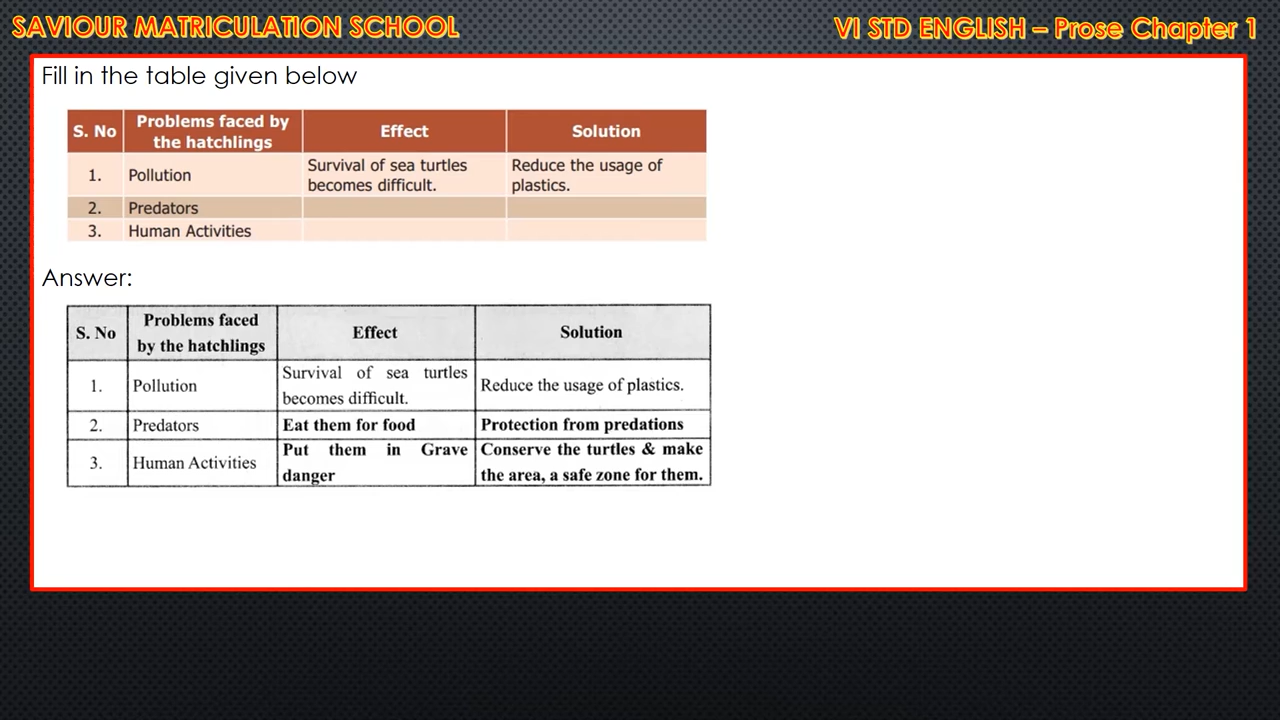 SAVIOUR MATRICULATION SCHOOL
VI STD ENGLISH – Prose Chapter 1
Fill in the table given below
S. No
Problems faced by
the hatchlings
Effect
Solution
1.
Pollution
Survival of sea turtles
becomes difficult.
Reduce the usage of
plastics.
2.
Predators
3.
Human Activities
Answer:
S. No
Problems faced
by the hatchlings
Effect
Solution
1.
Pollution
Survival of sea turtles
becomes difficult.
Reduce the usage of plastics.
2.
Predators
Eat them for food
Protection from predations
3.
Human Activities
Put them in Grave
danger
Conserve the turtles & make
the area, a safe zone for them.